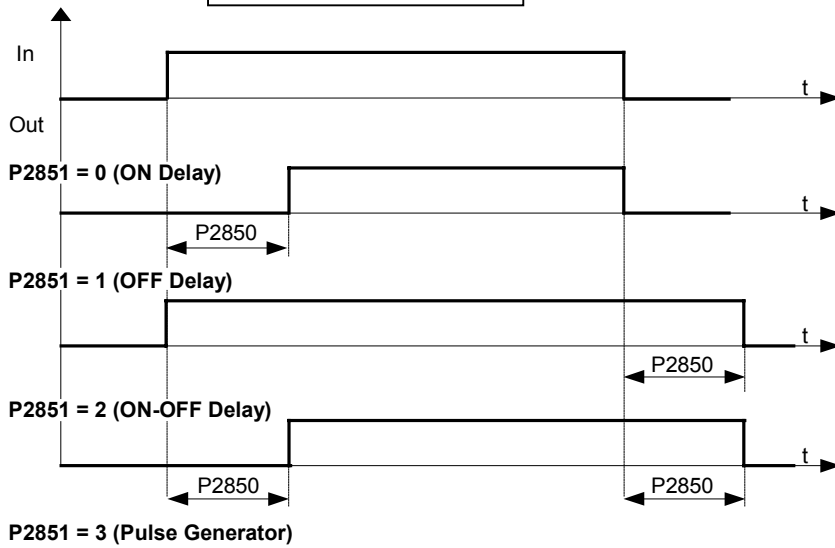 In
t
Out
P2851 = 0 (ON Delay)
t
P2850
P2851 = 1 (OFF Delay)
t
P2850
P2851 = 2 (ON-OFF Delay)
t
P2850 P2850
P2851 = 3 (Pulse Generator)